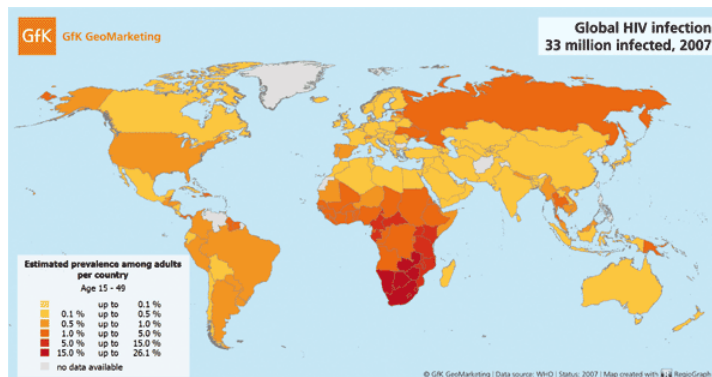 GfK
GfK GeoMarketing
Global HIV infection
33 million infected, 2007
Estimated prevalence among adults
per country
Age 15 - 49
up to 0.1 %
0.1 % up to 0.5 %
0.5 % up to 1.0 %
1.0 % up to 5.0 %
5.0 % up to 15.0 %
15.0 % up to 26.1 %
no data available
© GfK GeoMarketing | Data source: WHO | Status: 2007 | Map created with RegioGraph